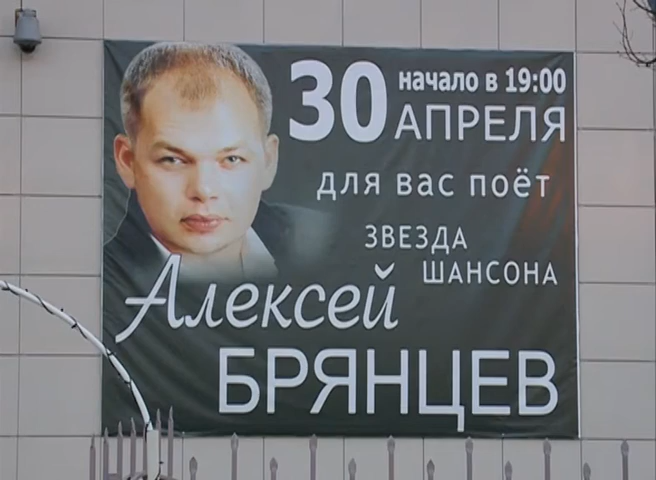 30 начало в 19:00
АПРЕЛЯ
для вас поёт
ЗВЕЗДА
ШАНСОНА
Алексей
БРЯНЦЕВ